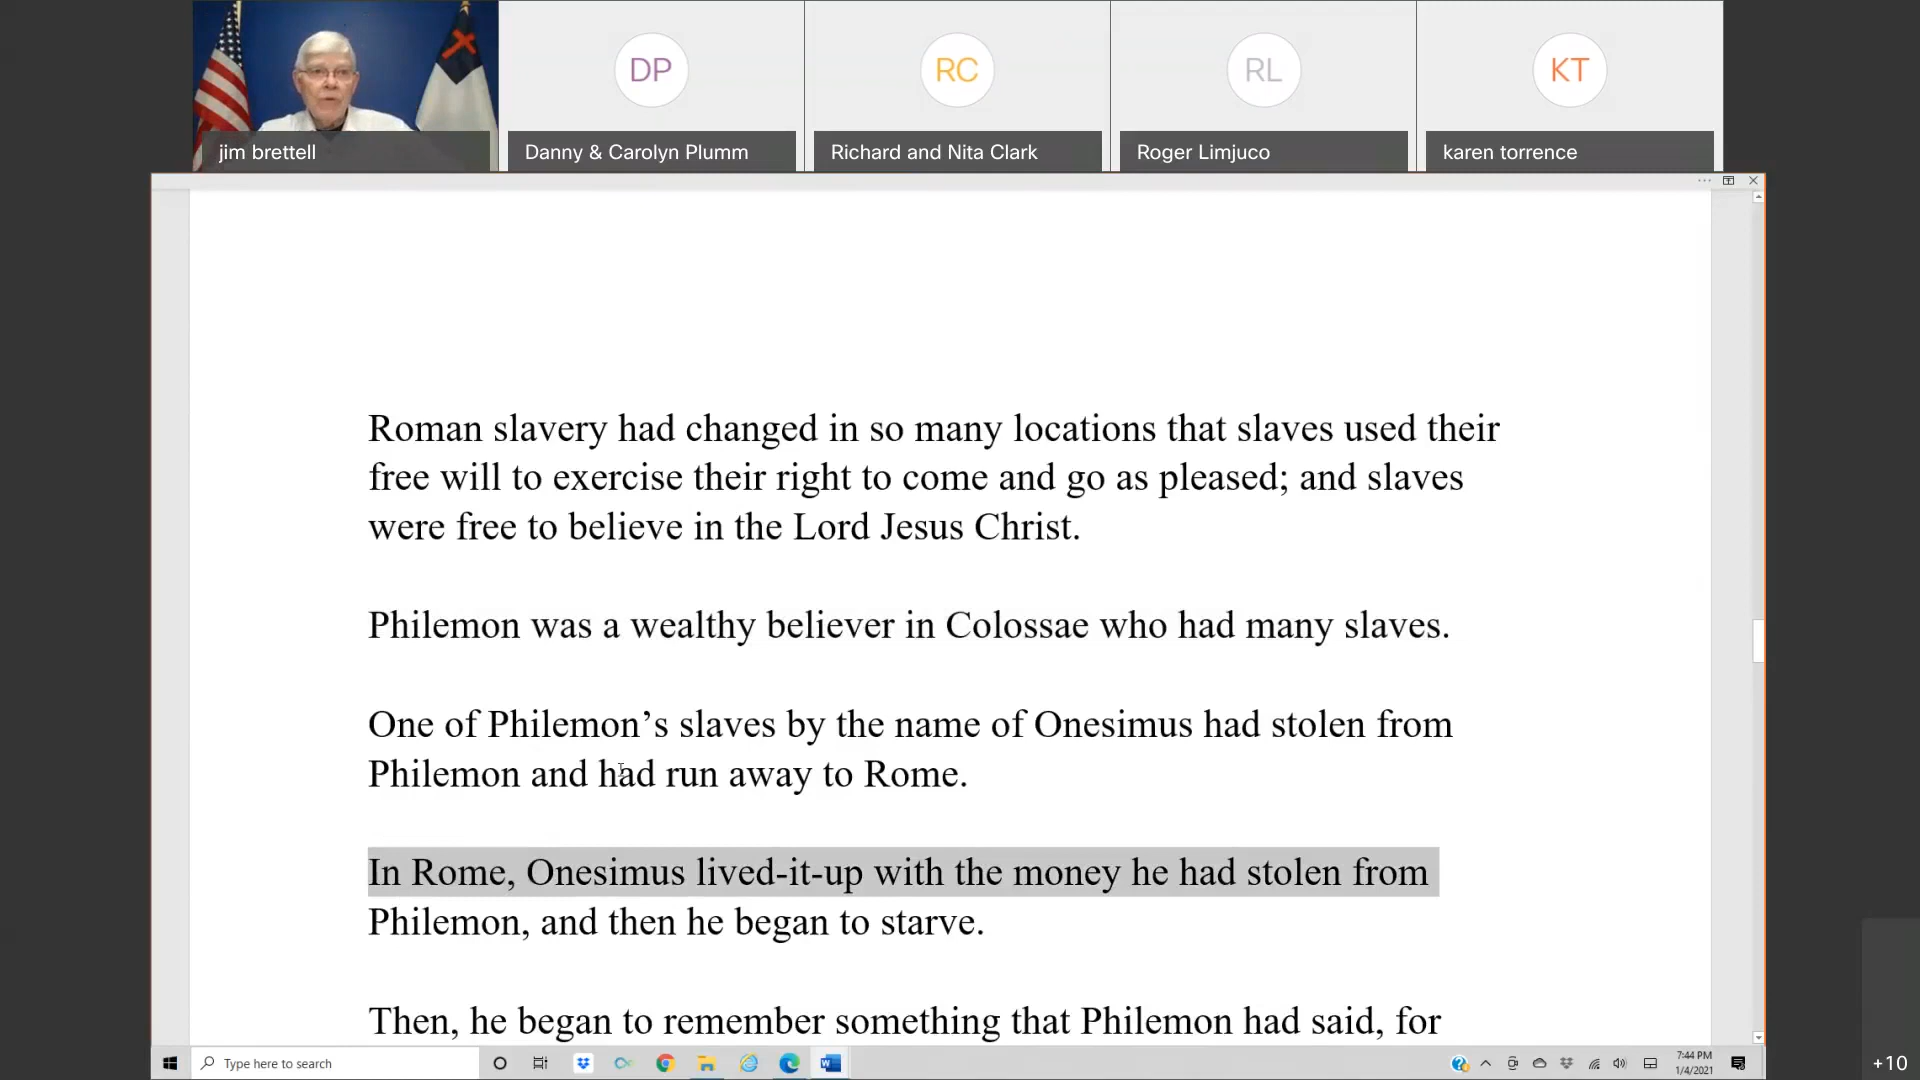 DP
RC
RL
KT
jim brettell
Danny & Carolyn Plumm
Richard and Nita Clark
Roger Limjuco
karen torrence
Roman slavery had changed in so many locations that slaves used their
free will to exercise their right to come and go as pleased; and slaves
were free to believe in the Lord Jesus Christ.
Philemon was a wealthy believer in Colossae who had many slaves.
One of Philemon’s slaves by the name of Onesimus had stolen from
Philemon and had run away to Rome.
In Rome, Onesimus lived-it-up with the money he had stolen from
Philemon, and then he began to starve.
Then, he began to remember something that Philemon had said, for
Type here to search
7:44 PM
1/4/2021
+10